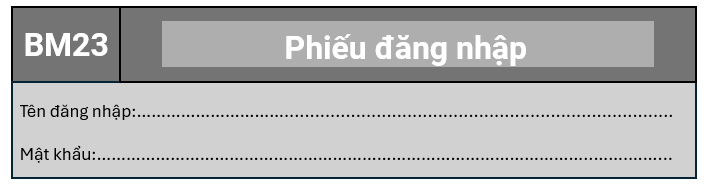 BM23 Phiếu đăng nhập
Tên đăng nhập:..........................................................................................................
Mật khẩu:..................................................................................................................